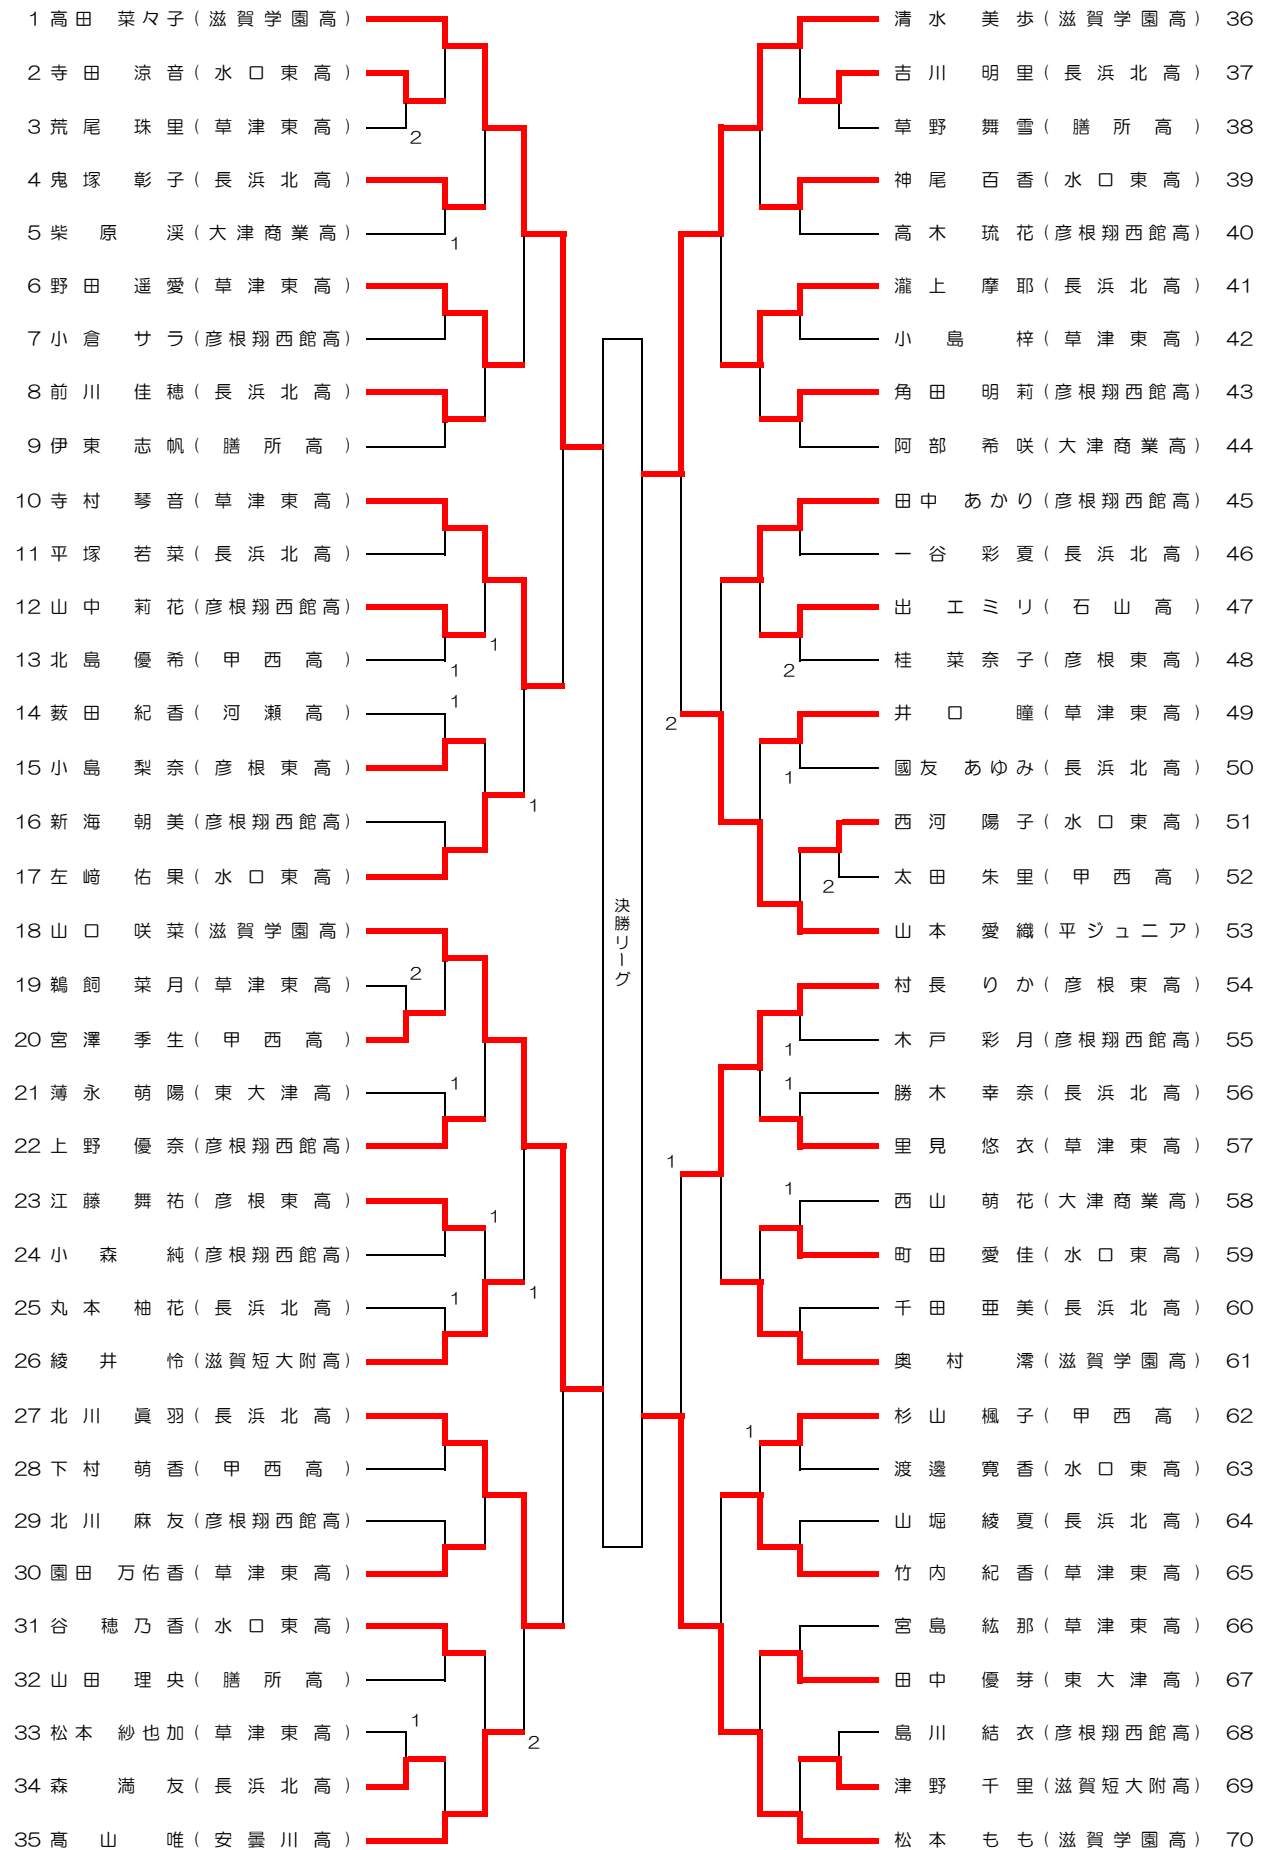 1 高田 菜々子 (滋賀学園高)
2 寺田 涼音 (水口東高)
3 荒尾 珠里 (草津東高)
2
4 鬼塚 彰子 (長浜北高)
5 柴原 渓 (大津商業高)
1
6 野田 遥愛 (草津東高)
7 小倉 サラ (彦根翔西館高)
8 前川 佳穂 (長浜北高)
9 伊東 志帆 (膳所高)
10 寺村 琴音 (草津東高)
11 平塚 若菜 (長浜北高)
12 山中 莉花 (彦根翔西館高)
1
13 北島 優希 (甲西高)
1
14 薮田 紀香 (河瀬高)
1
15 小島 梨奈 (彦根東高)
1
16 新海 朝美 (彦根翔西館高)
17 左﨑 佑果 (水口東高)
18 山口 咲菜 (滋賀学園高)
19 鵜飼 菜月 (草津東高)
2
20 宮澤 季生 (甲西高)
21 薄永 萌陽 (東大津高)
1
22 上野 優奈 (彦根翔西館高)
23 江藤 舞祐 (彦根東高)
1
24 小森 純 (彦根翔西館高)
1
25 丸本 柚花 (長浜北高)
1
26 綾井 怜 (滋賀短大附高)
27 北川 眞羽 (長浜北高)
28 下村 萌香 (甲西高)
29 北川 麻友 (彦根翔西館高)
30 園田 万佑香 (草津東高)
31 谷 穂乃香 (水口東高)
32 山田 理央 (膳所高)
33 松本 紗也加 (草津東高)
1
2
34 森 満友 (長浜北高)
35 髙山 唯 (安曇川高)
決勝リーグ
清水 美歩 (滋賀学園高) 36
吉川 明里 (長浜北高) 37
草野 舞雪 (膳所高) 38
神尾 百香 (水口東高) 39
高木 琉花 (彦根翔西館高) 40
瀧上 摩耶 (長浜北高) 41
小島 梓 (草津東高) 42
角田 明莉 (彦根翔西館高) 43
阿部 希咲 (大津商業高) 44
田中 あかり (彦根翔西館高) 45
一谷 彩夏 (長浜北高) 46
出 エミリ (石山高) 47
桂 菜奈子 (彦根東高) 48
2
井口 瞳 (草津東高) 49
2
國友 あゆみ (長浜北高) 50
1
西河 陽子 (水口東高) 51
太田 朱里 (甲西高) 52
2
山本 愛織 (平ジュニア) 53
村長 りか (彦根東高) 54
木戸 彩月 (彦根翔西館高) 55
1
勝木 幸奈 (長浜北高) 56
1
里見 悠衣 (草津東高) 57
1
西山 萌花 (大津商業高) 58
1
町田 愛佳 (水口東高) 59
千田 亜美 (長浜北高) 60
奥村 澪 (滋賀学園高) 61
杉山 楓子 (甲西高) 62
1
渡邊 寛香 (水口東高) 63
山堀 綾夏 (長浜北高) 64
竹内 紀香 (草津東高) 65
宮島 紘那 (草津東高) 66
田中 優芽 (東大津高) 67
島川 結衣 (彦根翔西館高) 68
津野 千里 (滋賀短大附高) 69
松本 もも (滋賀学園高) 70